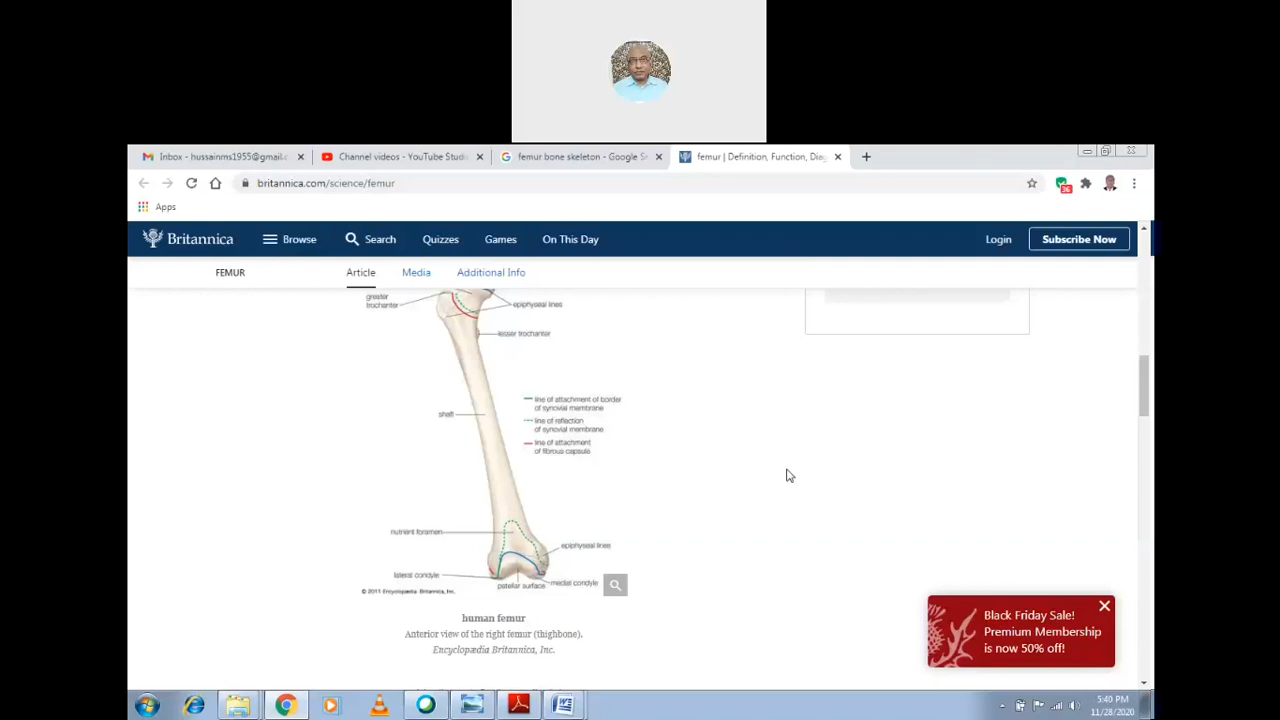 Inbox - hussainms1955@gmail
Channel videos - YouTube Studi
femur bone skeleton - Google S
femur | Definition, Function, Dia
britannica.com/science/femur
36
Apps
Britannica
Browse
Search
Quizzes
Games
On This Day
Login
Subscribe Now
FEMUR
Article
Media
Additional Info
greater
trochanter
epiphyseal lines
lesser trochanter
shaft
line of attachment of border
of synovial membrane
line of reflection
of synovial membrane
line of attachment
of fibrous capsule
nutrient foramen
epiphyseal lines
lateral condyle
patellar surface
medial condyle
© 2011 Encyclopædia Britannica, Inc.
human femur
Anterior view of the right femur (thighbone).
Encyclopædia Britannica, Inc.
Black Friday Sale!
Premium Membership
is now 50% off!
5:40 PM
11/28/2020